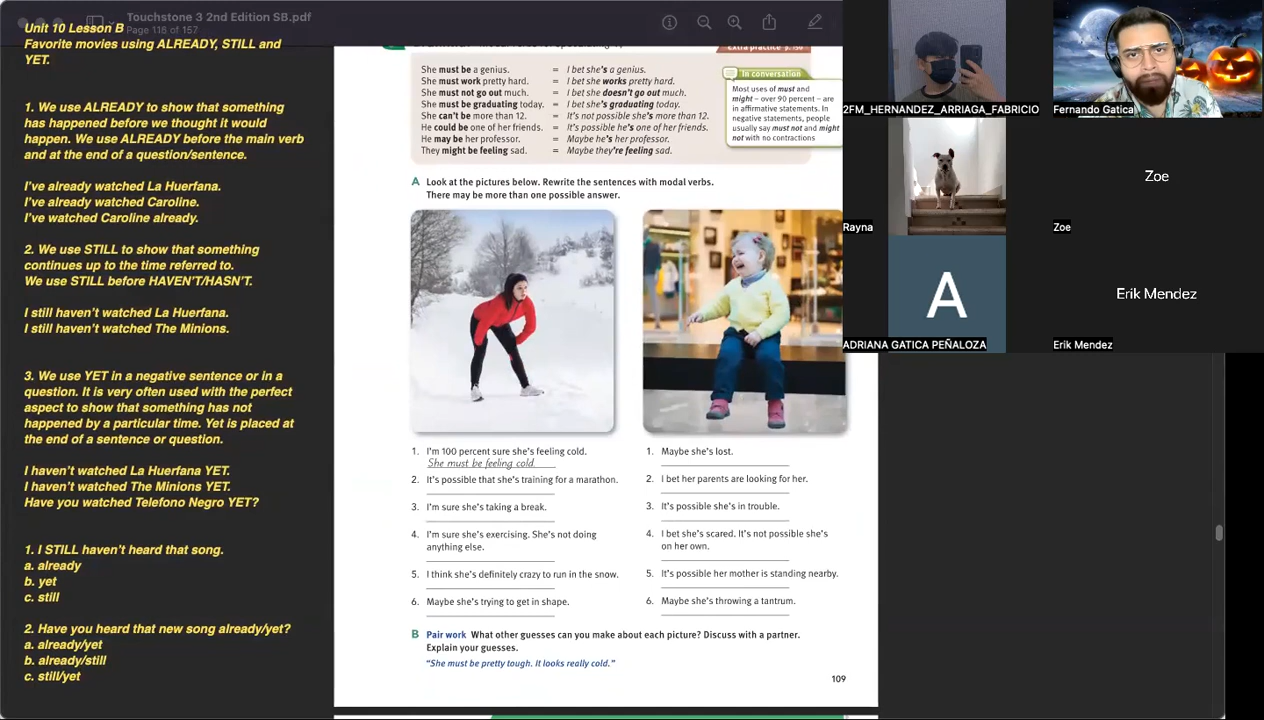 Touchstone 3 2nd Edition SB.pdf
Page 116 of 157
Unit 10 Lesson B
Favorite movies using ALREADY, STILL and
YET.
1. We use ALREADY to show that something
has happened before we thought it would
happen. We use ALREADY before the main verb
and at the end of a question/sentence.
I've already watched La Huerfana.
I've already watched Caroline.
I've watched Caroline already.
2. We use STILL to show that something
continues up to the time referred to.
We use STILL before HAVEN'T/HASN'T.
I still haven't watched La Huerfana.
I still haven't watched The Minions.
3. We use YET in a negative sentence or in a
question. It is very often used with the perfect
aspect to show that something has not
happened by a particular time. Yet is placed at
the end of a sentence or question.
I haven't watched La Huerfana YET.
I haven't watched The Minions YET.
Have you watched Telefono Negro YET?
1. I STILL haven't heard that song.
a. already
b. yet
c. still
2. Have you heard that new song already/yet?
a. already/yet
b. already/still
c. still/yet
Extra practice p. 150
She must be a genius. = I bet she's a genius.
She must work pretty hard. = I bet she works pretty hard.
She must not go out much. = I bet she doesn't go out much.
She must be graduating today. = I bet she's graduating today.
She can't be more than 12. = It's not possible she's more than 12.
He could be one of her friends. = It's possible he's one of her friends.
He may be her professor. = Maybe he's her professor.
They might be feeling sad. = Maybe they're feeling sad.
In conversation
Most uses of must and
might – over 90 percent – are
in affirmative statements. In
negative statements, people
usually say must not and might
not with no contractions
A Look at the pictures below. Rewrite the sentences with modal verbs.
There may be more than one possible answer.
1. I'm 100 percent sure she's feeling cold.
She must be feeling cold.
2. It's possible that she's training for a marathon.
3. I'm sure she's taking a break.
4. I'm sure she's exercising. She's not doing
anything else.
5. I think she's definitely crazy to run in the snow.
6. Maybe she's trying to get in shape.
1. Maybe she's lost.
2. I bet her parents are looking for her.
3. It's possible she's in trouble.
4. I bet she's scared. It's not possible she's
on her own.
5. It's possible her mother is standing nearby.
6. Maybe she's throwing a tantrum.
B Pair work What other guesses can you make about each picture? Discuss with a partner.
Explain your guesses.
"She must be pretty tough. It looks really cold."
109
2FM_HERNANDEZ_ARRIAGA_FABRICIO
Fernando Gatica
Rayna
Zoe
Zoe
A
ADRIANA GATICA PEÑALOZA
Erik Mendez
Erik Mendez